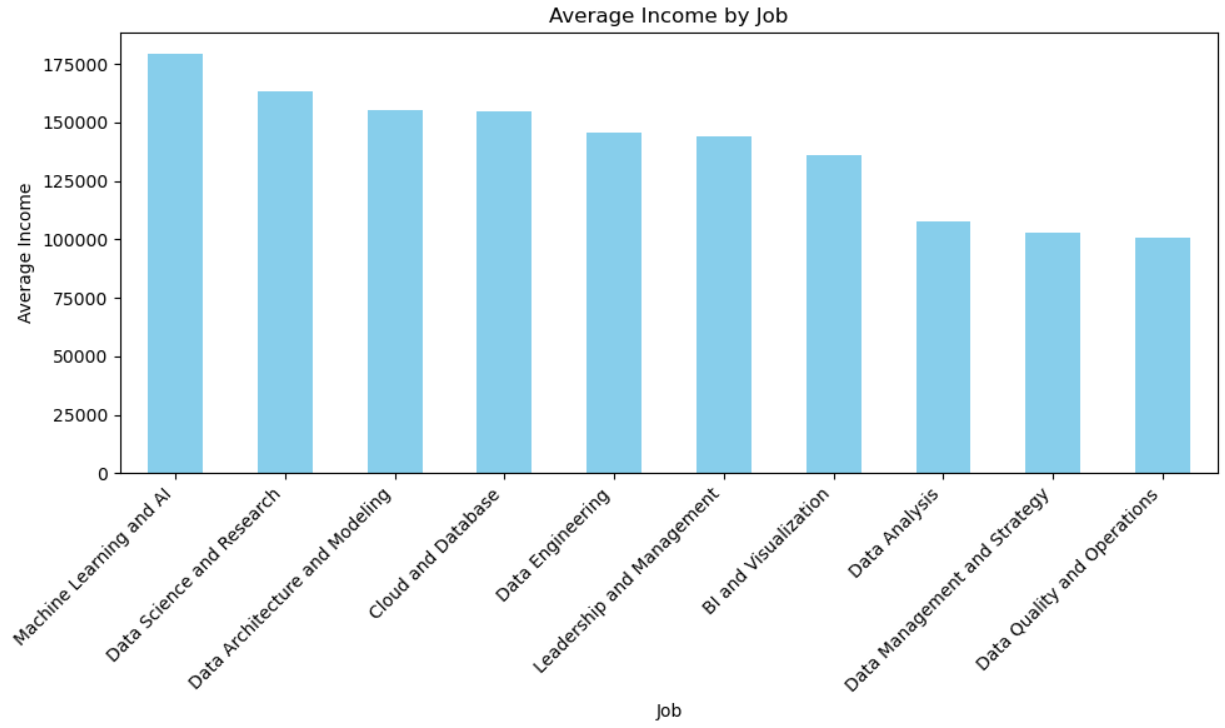 Average Income by Job
Average Income
175000
150000
125000
100000
75000
50000
25000
0
Machine Learning and AI
Data Science and Research
Data Architecture and Modeling
Cloud and Database
Data Engineering
Leadership and Management
BI and Visualization
Data Analysis
Data Management and Strategy
Data Quality and Operations
Job